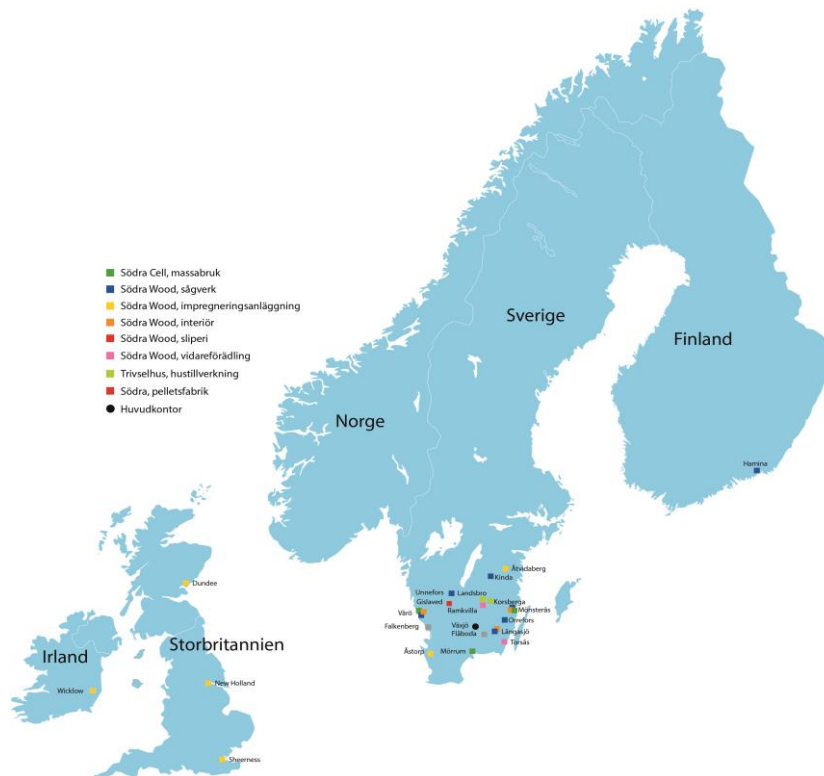 Södra Cell, massabruk
Södra Wood, sågverk
Södra Wood, impregneringsanläggning
Södra Wood, interiör
Södra Wood, sliperi
Södra Wood, vidareförädling
Trivselhus, hustillverkning
Södra, pelletsfabrik
Huvudkontor
Sverige
Finland
Norge
Hamina
Åtvidaberg
Kinda
Unnefors
Landsbro
Gislaved
Korsberga
Ramkvilla
Mönsterås
Värö
Orrefors
Falkenberg
Växjö
Långasjö
Flåboda
Torsås
Åstorp
Mörrum
Dundee
Storbritannien
Irland
Wicklow
New Holland
Sheerness